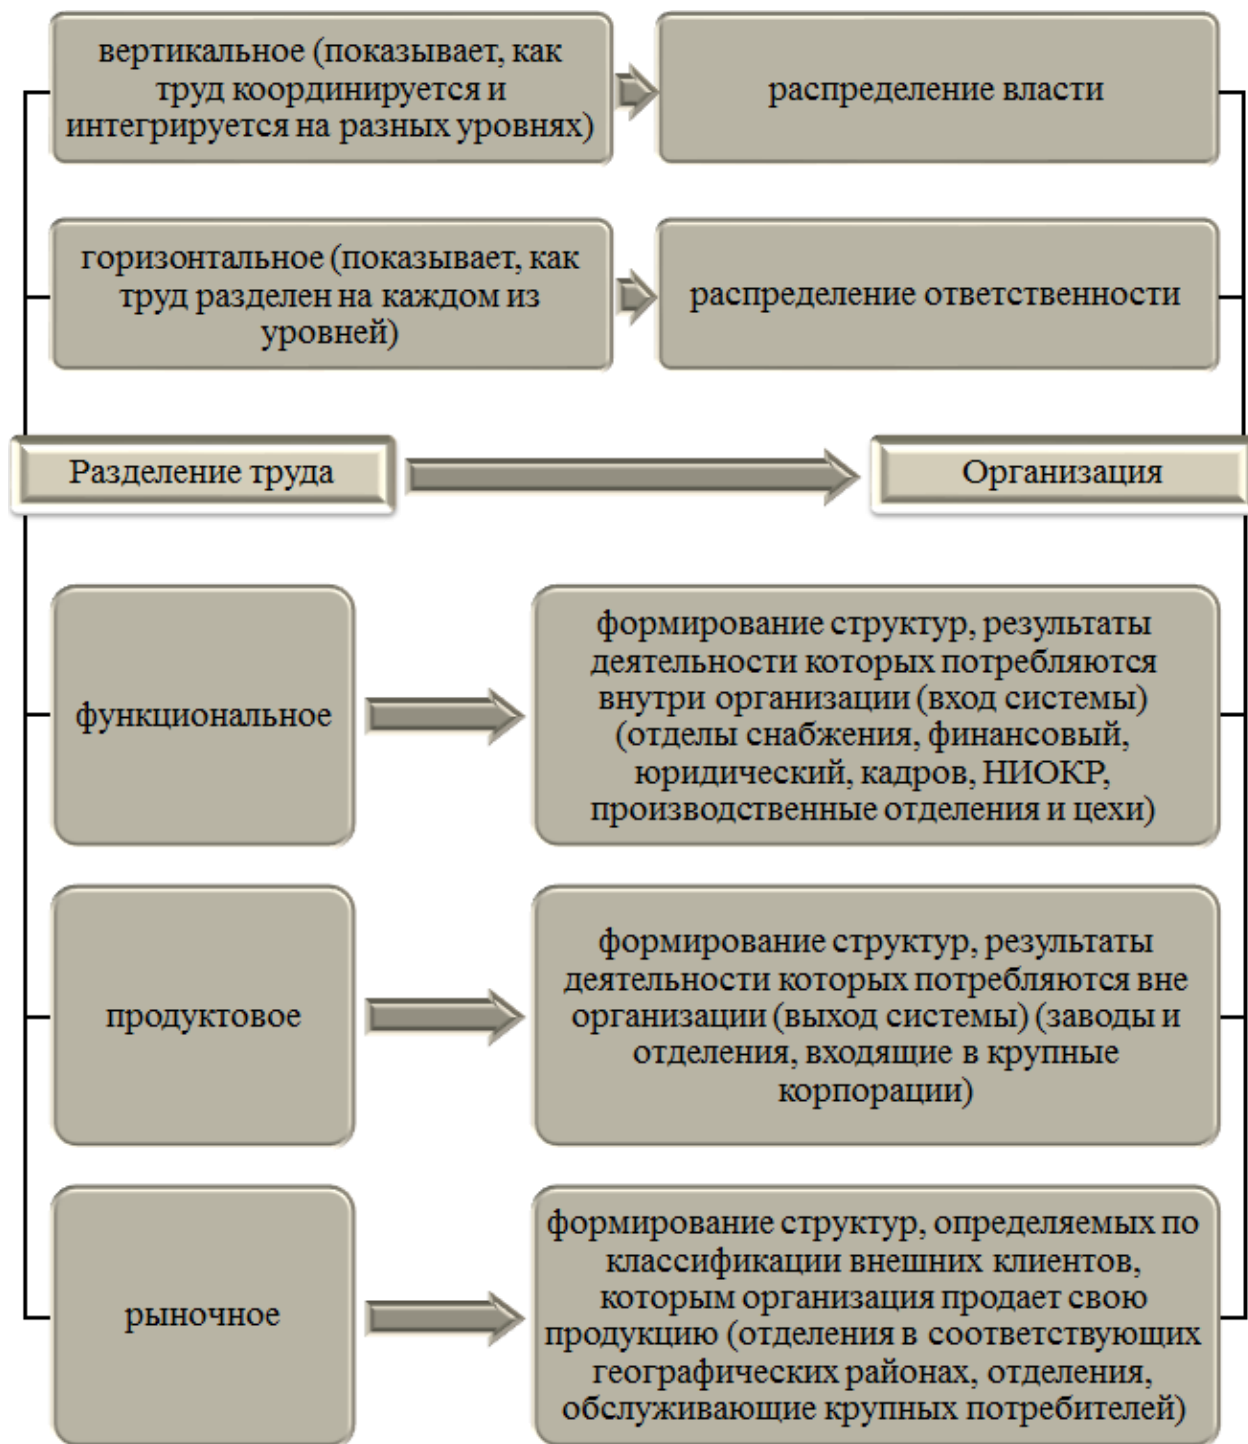 вертикальное (показывает, как
труд координируется и
интегрируется на разных уровнях)
распределение власти
горизонтальное (показывает, как
труд разделен на каждом из
уровней)
распределение ответственности
Разделение труда
Организация
функциональное
формирование структур, результаты
деятельности которых потребляются
внутри организации (вход системы)
(отделы снабжения, финансовый,
юридический, кадров, НИОКР,
производственные отделения и цехи)
продуктовое
формирование структур, результаты
деятельности которых потребляются вне
организации (выход системы) (заводы и
отделения, входящие в крупные
корпорации)
рыночное
формирование структур, определяемых по
классификации внешних клиентов,
которым организация продает свою
продукцию (отделения в соответствующих
географических районах, отделения,
обслуживающие крупных потребителей)